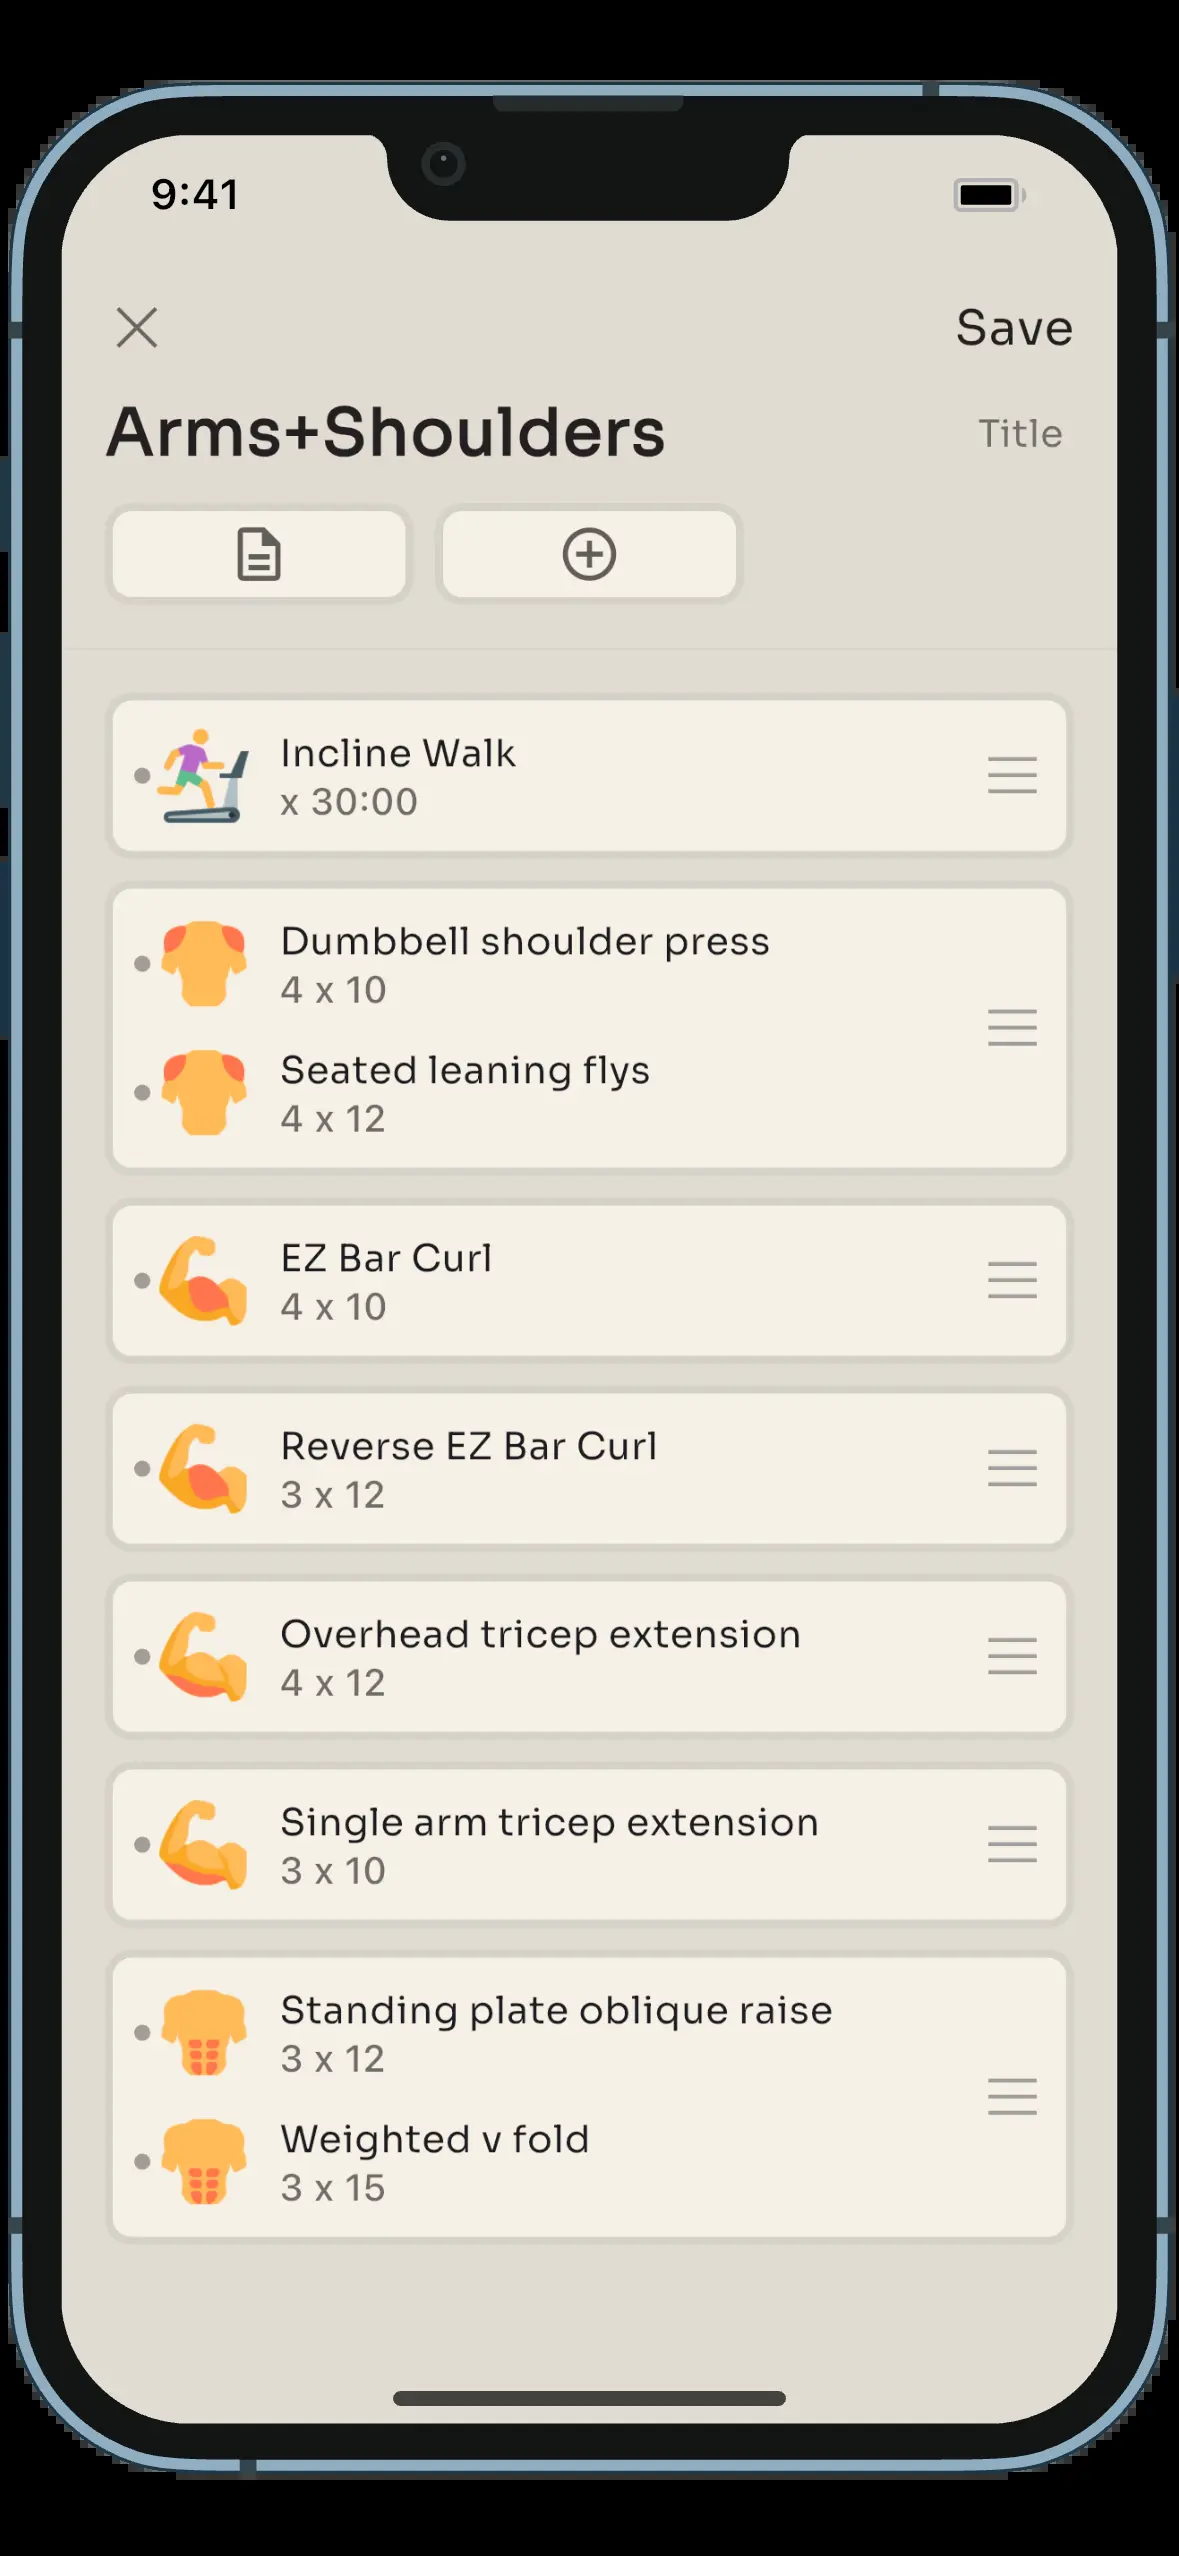 9:41
Save
Arms+Shoulders
Title
Incline Walk
x 30:00
Dumbbell shoulder press
4 x 10
Seated leaning flys
4 x 12
EZ Bar Curl
4 x 10
Reverse EZ Bar Curl
3 x 12
Overhead tricep extension
4 x 12
Single arm tricep extension
3 x 10
Standing plate oblique raise
3 x 12
Weighted v fold
3 x 15